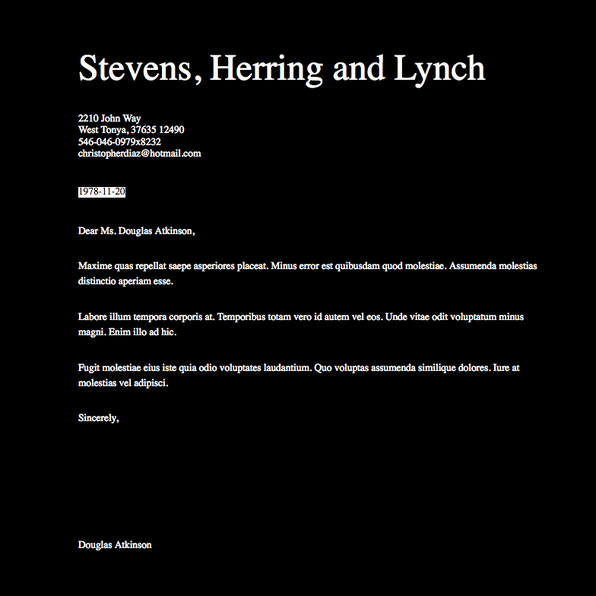 Stevens, Herring and Lynch
2210 John Way
West Tonya, 37635 12490
546-046-0979x8232
christopherdiaz@hotmail.com
1978-11-20
Dear Ms. Douglas Atkinson,
Maxime quas repellat saepe asperiores placeat. Minus error est quibusdam quod molestiae. Assumenda molestias
distinctio aperiam esse.
Labore illum tempora corporis at. Temporibus totam vero id autem vel eos. Unde vitae odit voluptatum minus
magni. Enim illo ad hic.
Fugit molestiae eius iste quia odio voluptates laudantium. Quo voluptas assumenda similique dolores. Iure at
molestias vel adipisci.
Sincerely,
Douglas Atkinson